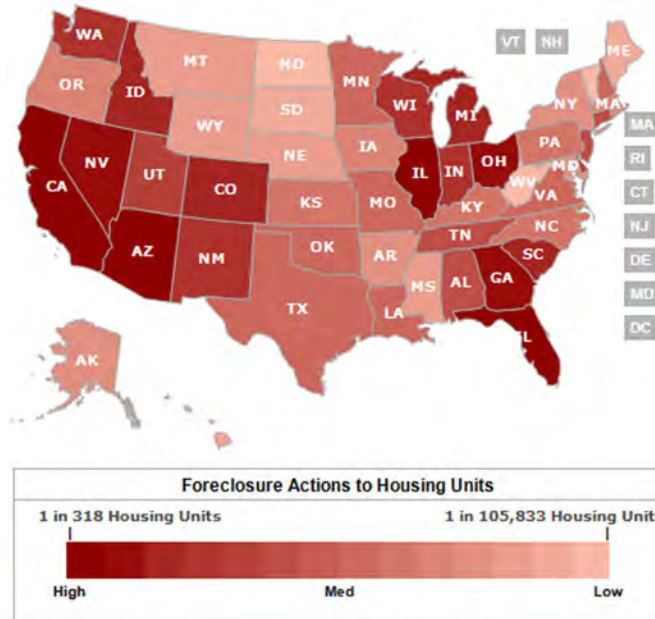 WA
VT NH
ME
MT ND
MN
OR
ID
WI
NY MA
SD
MI
WY
MA
IA
PA
NE
RI
NV
OH
IL IN
MD
UT
WV
CT
CA
CO
VA
KS MO
KY
NJ
NC
TN
OK
DE
AZ
NM
AR
SC
MS AL GA
MD
TX
LA
DC
AK
Foreclosure Actions to Housing Units
1 in 318 Housing Units 1 in 105,833 Housing Unit
High Med Low